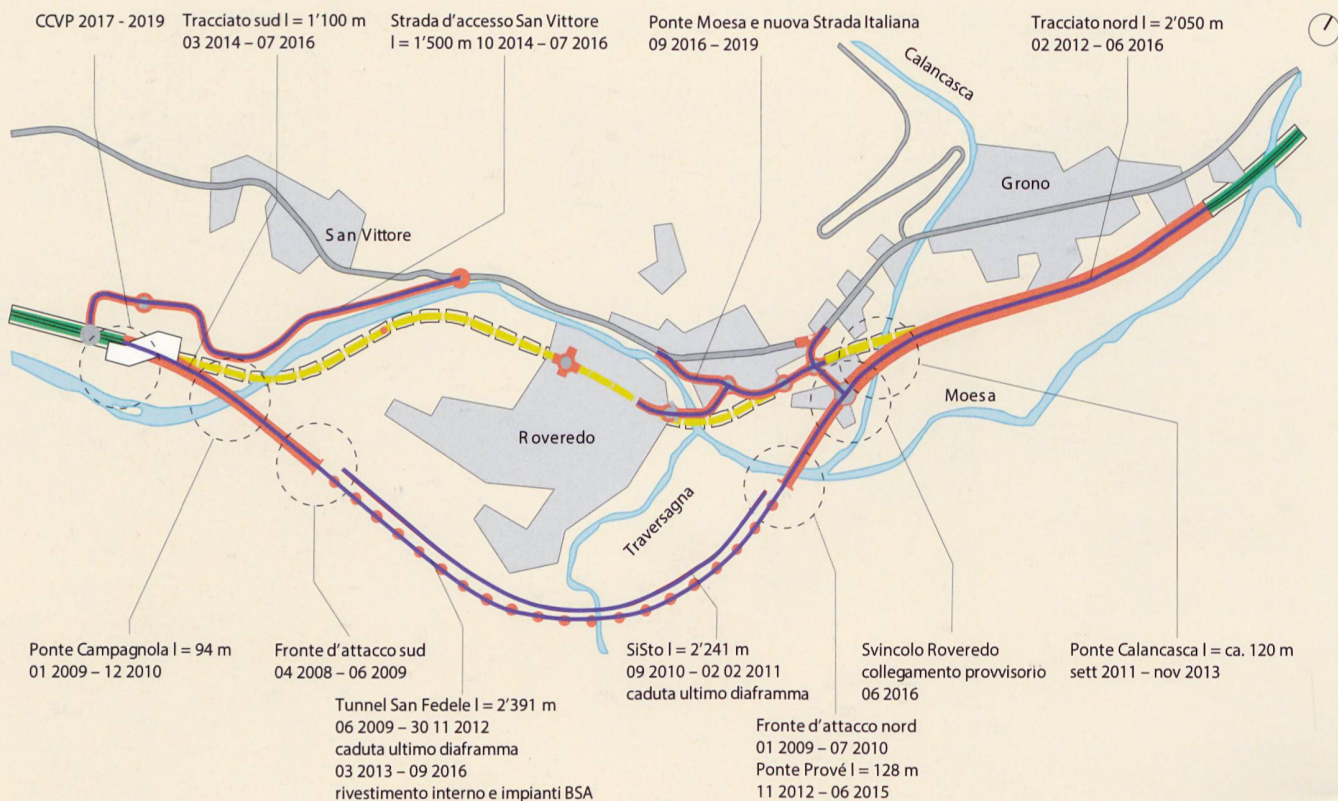 CCVP 2017 - 2019
Tracciato sud l = 1'100 m
03 2014 – 07 2016
Strada d'accesso San Vittore
l = 1'500 m 10 2014 – 07 2016
Ponte Moesa e nuova Strada Italiana
09 2016 – 2019
Tracciato nord l = 2'050 m
02 2012 – 06 2016
Calancasca
Grono
San Vittore
Moesa
Roveredo
Traversagna
Ponte Campagnola l = 94 m
01 2009 – 12 2010
Fronte d'attacco sud
04 2008 – 06 2009
Tunnel San Fedele l = 2'391 m
06 2009 – 30 11 2012
caduta ultimo diaframma
03 2013 – 09 2016
rivestimento interno e impianti BSA
SiSto l = 2'241 m
09 2010 – 02 02 2011
caduta ultimo diaframma
Fronte d'attacco nord
01 2009 – 07 2010
Ponte Prové l = 128 m
11 2012 – 06 2015
Svincolo Roveredo
collegamento provvisorio
06 2016
Ponte Calancasca l = ca. 120 m
sett 2011 – nov 2013